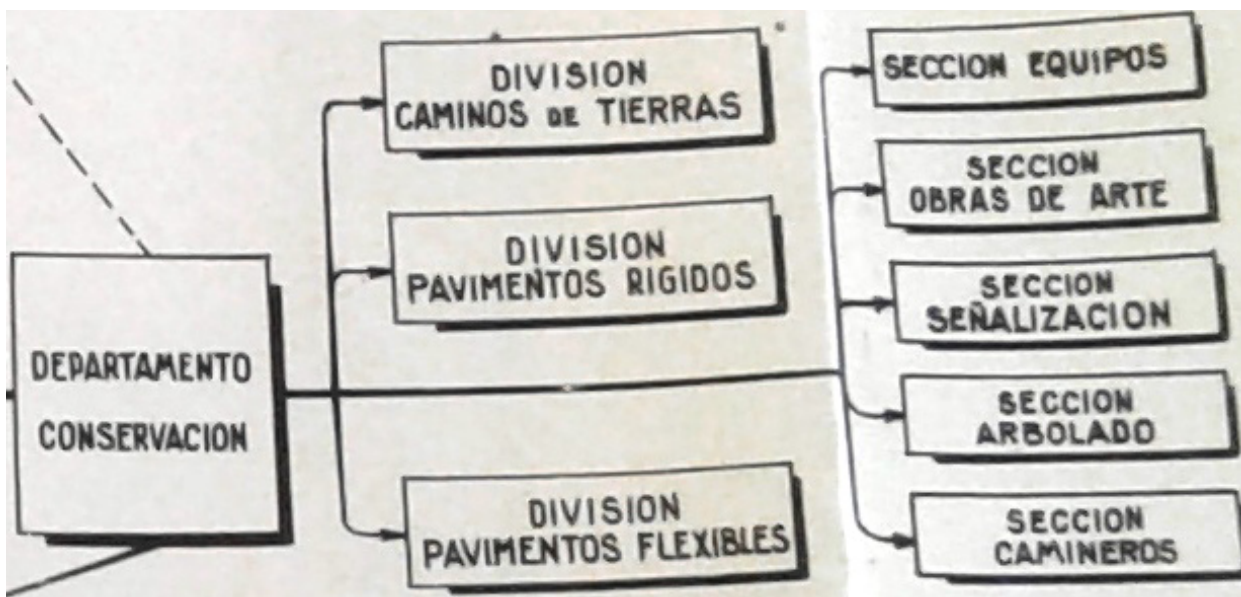 DEPARTAMENTO
CONSERVACION
DIVISION
CAMINOS DE TIERRAS
DIVISION
PAVIMENTOS RIGIDOS
DIVISION
PAVIMENTOS FLEXIBLES
SECCION EQUIPOS
SECCION
OBRAS DE ARTE
SECCION
SEÑALIZACION
SECCION
ARBOLADO
SECCION
CAMINEROS